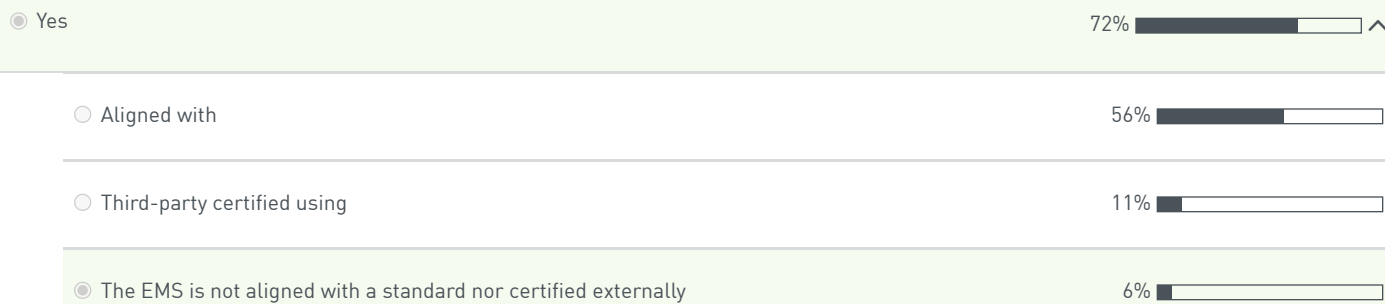 Yes 72%
Aligned with 56%
Third-party certified using 11%
The EMS is not aligned with a standard nor certified externally 6%